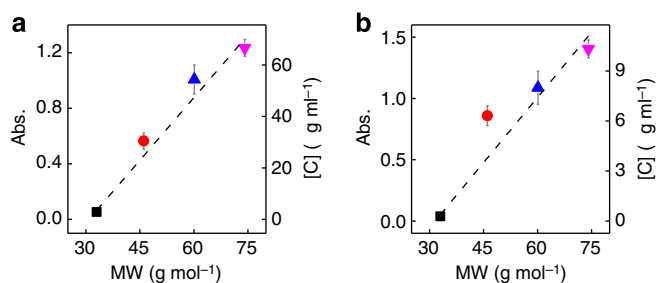 a
1.2
0.8
0.4
0.0
Abs.
60
40
20
0
[C] ( g ml⁻¹)
30 45 60 75
MW (g mol⁻¹)
b
1.5
1.0
0.5
0.0
Abs.
9
6
3
0
[C] ( g ml⁻¹)
30 45 60 75
MW (g mol⁻¹)